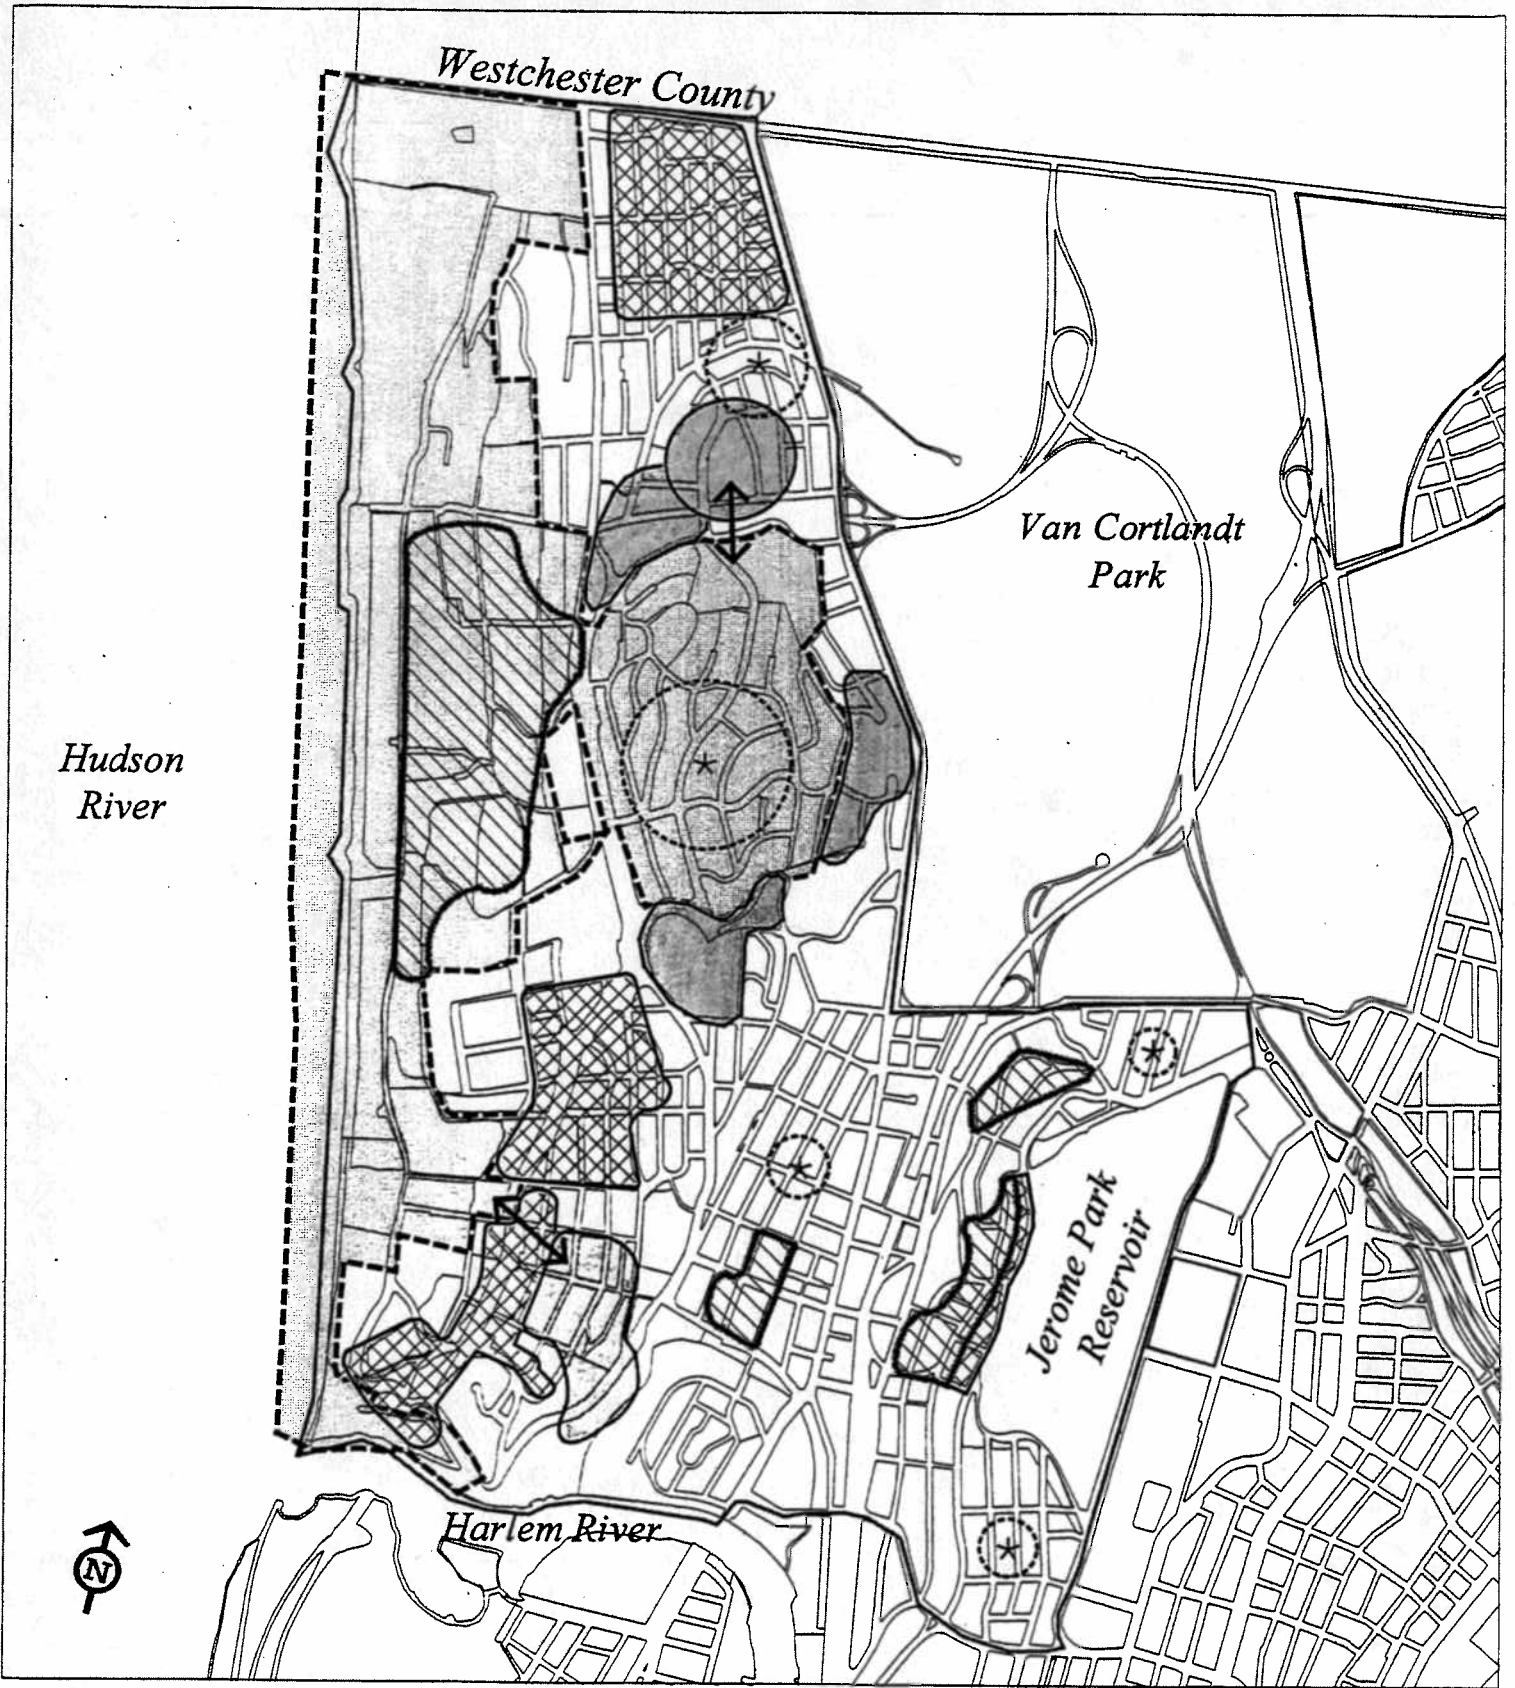 Westchester County
Van Cortlandt
Park
Hudson
River
Jerome Park
Reservoir
Harlem River
N